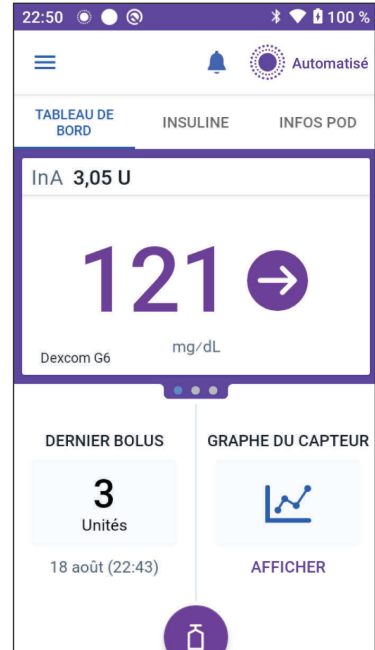 22:50 100 %
Automatisé
TABLEAU DE
BORD
INSULINE
INFOS POD
InA 3,05 U
121
mg/dL
Dexcom G6
DERNIER BOLUS
3
Unités
18 août (22:43)
GRAPHE DU CAPTEUR
AFFICHER